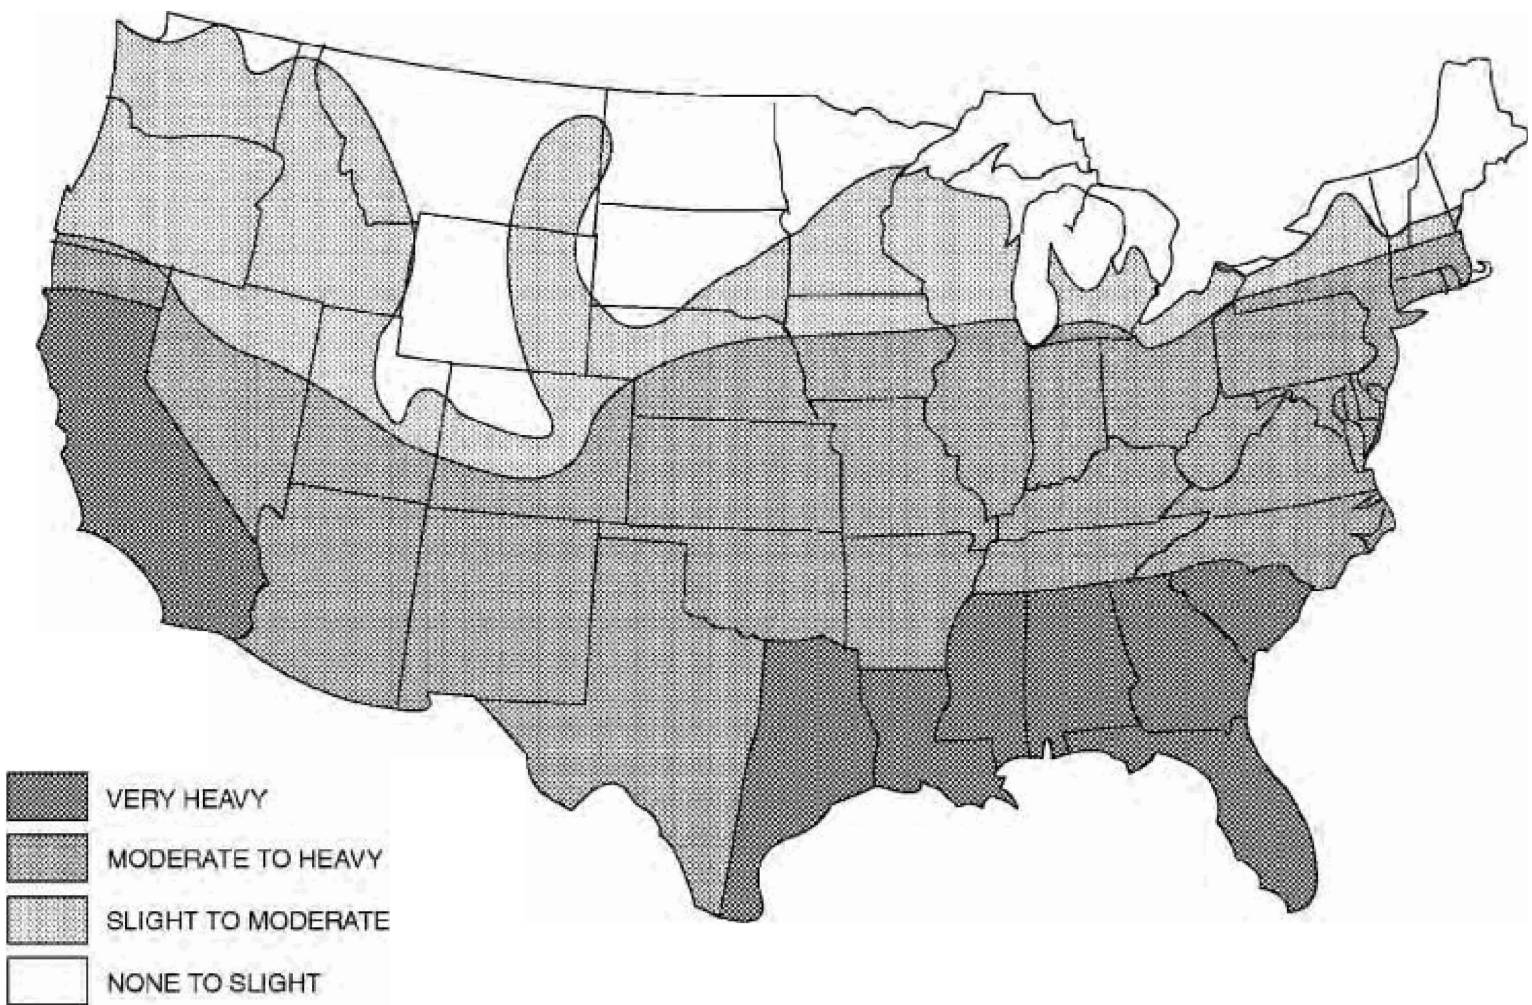 VERY HEAVY
MODERATE TO HEAVY
SLIGHT TO MODERATE
NONE TO SLIGHT